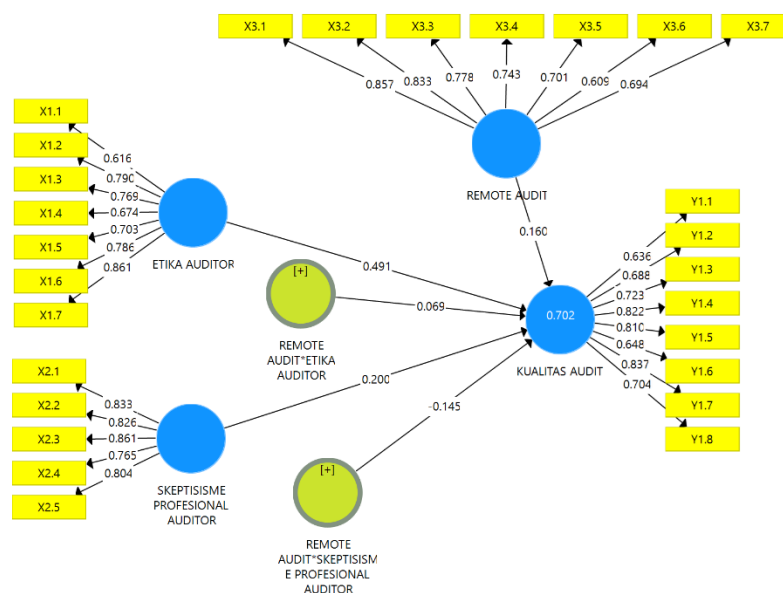 X3.1 X3.2 X3.3 X3.4 X3.5 X3.6 X3.7
0.857 0.833 0.778 0.743 0.701 0.609 0.694
REMOTE AUDIT
0.160
X1.1
X1.2
X1.3
X1.4
X1.5
X1.6
X1.7
0.616
0.790
0.769
0.674
0.703
0.786
0.861
ETIKA AUDITOR
0.491
[+]
REMOTE
AUDIT*ETIKA
AUDITOR
0.069
X2.1
X2.2
X2.3
X2.4
X2.5
0.833
0.826
0.861
0.765
0.804
SKEPTISISME
PROFESIONAL
AUDITOR
0.200
[+]
REMOTE
AUDIT*SKEPTISISM
E PROFESIONAL
AUDITOR
-0.145
0.702
KUALITAS AUDIT
0.636
0.688
0.723
0.822
0.810
0.648
0.837
0.704
Y1.1
Y1.2
Y1.3
Y1.4
Y1.5
Y1.6
Y1.7
Y1.8